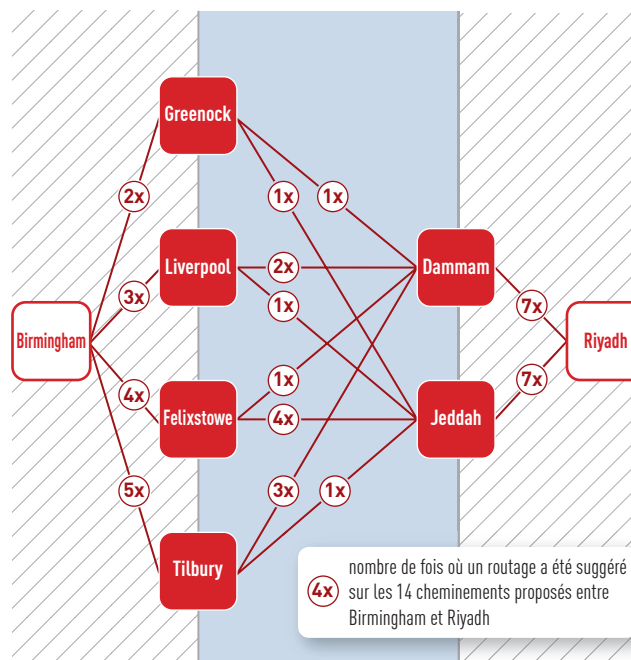 Greenock
2x
1x
1x
Liverpool
2x
Dammam
3x
1x
7x
Birmingham
Riyadh
4x
1x
7x
Felixstowe
4x
Jeddah
5x
3x
1x
Tilbury
4x
nombre de fois où un routage a été suggéré
sur les 14 cheminements proposés entre
Birmingham et Riyadh